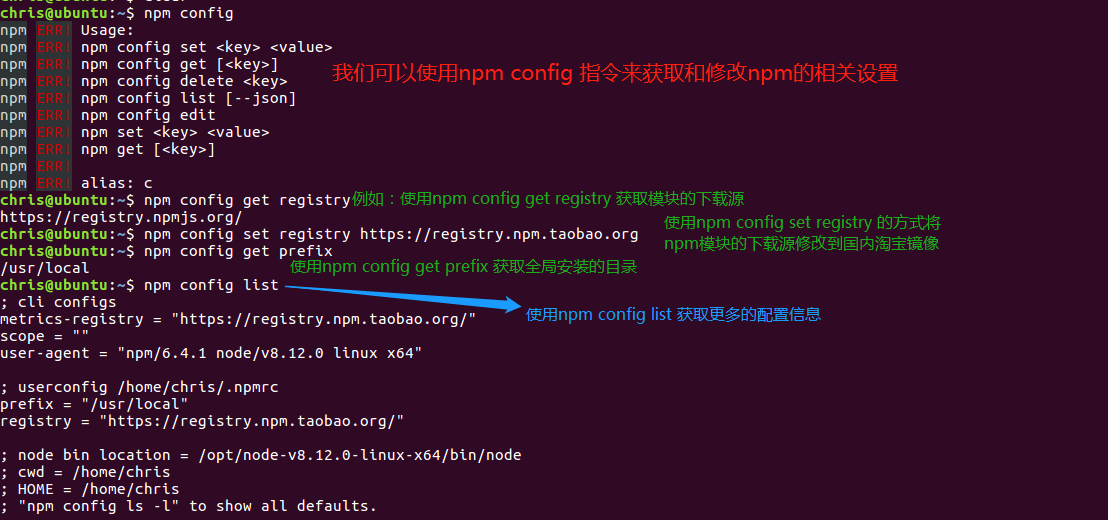 chris@ubuntu:~$ npm config
npm ERR! Usage:
npm ERR! npm config set <key> <value>
npm ERR! npm config get [<key>]
npm ERR! npm config delete <key>
我们可以使用npm config 指令来获取和修改npm的相关设置
npm ERR! npm config list [--json]
npm ERR! npm config edit
npm ERR! npm set <key> <value>
npm ERR! npm get [<key>]
npm ERR!
npm ERR! alias: c
chris@ubuntu:~$ npm config get registry
例如：使用npm config get registry 获取模块的下载源
https://registry.npmjs.org/
chris@ubuntu:~$ npm config set registry https://registry.npm.taobao.org
使用npm config set registry 的方式将
npm模块的下载源修改到国内淘宝镜像
chris@ubuntu:~$ npm config get prefix
/usr/local
使用npm config get prefix 获取全局安装的目录
chris@ubuntu:~$ npm config list
使用npm config list 获取更多的配置信息
; cli configs
metrics-registry = "https://registry.npm.taobao.org/"
scope = ""
user-agent = "npm/6.4.1 node/v8.12.0 linux x64"
; userconfig /home/chris/.npmrc
prefix = "/usr/local"
registry = "https://registry.npm.taobao.org/"
; node bin location = /opt/node-v8.12.0-linux-x64/bin/node
; cwd = /home/chris
; HOME = /home/chris
; "npm config ls -l" to show all defaults.